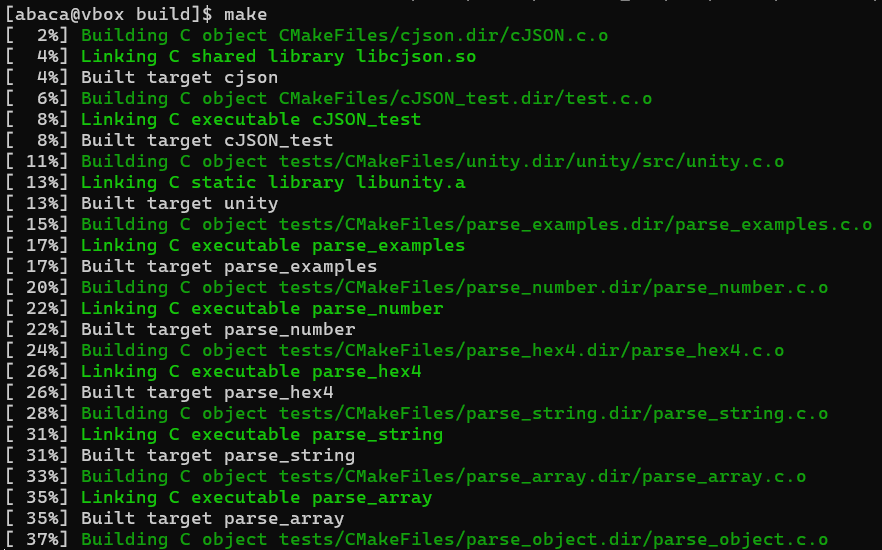 [abaca@vbox build]$ make
[  2%] Building C object CMakeFiles/cjson.dir/cJSON.c.o
[  4%] Linking C shared library libcjson.so
[  4%] Built target cjson
[  6%] Building C object CMakeFiles/cJSON_test.dir/test.c.o
[  8%] Linking C executable cJSON_test
[  8%] Built target cJSON_test
[ 11%] Building C object tests/CMakeFiles/unity.dir/unity/src/unity.c.o
[ 13%] Linking C static library libunity.a
[ 13%] Built target unity
[ 15%] Building C object tests/CMakeFiles/parse_examples.dir/parse_examples.c.o
[ 17%] Linking C executable parse_examples
[ 17%] Built target parse_examples
[ 20%] Building C object tests/CMakeFiles/parse_number.dir/parse_number.c.o
[ 22%] Linking C executable parse_number
[ 22%] Built target parse_number
[ 24%] Building C object tests/CMakeFiles/parse_hex4.dir/parse_hex4.c.o
[ 26%] Linking C executable parse_hex4
[ 26%] Built target parse_hex4
[ 28%] Building C object tests/CMakeFiles/parse_string.dir/parse_string.c.o
[ 31%] Linking C executable parse_string
[ 31%] Built target parse_string
[ 33%] Building C object tests/CMakeFiles/parse_array.dir/parse_array.c.o
[ 35%] Linking C executable parse_array
[ 35%] Built target parse_array
[ 37%] Building C object tests/CMakeFiles/parse_object.dir/parse_object.c.o